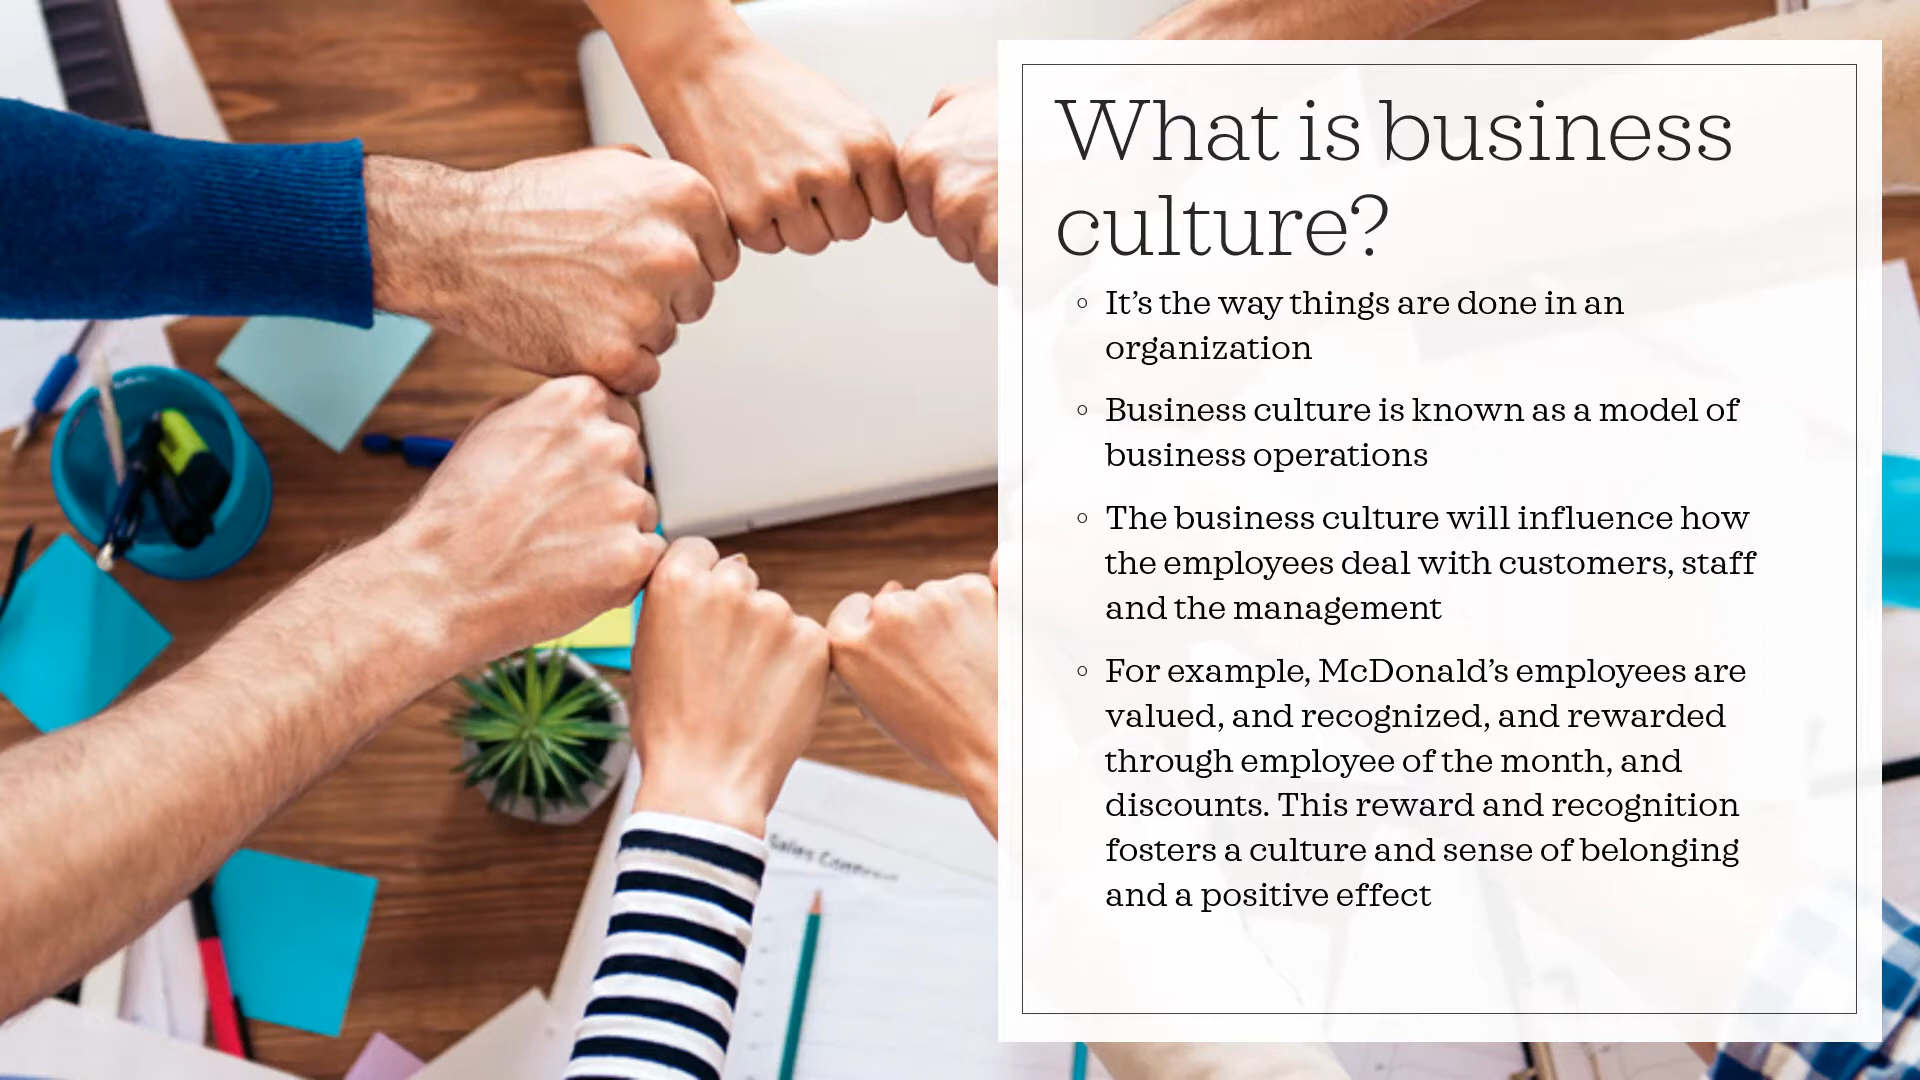 What is business
culture?
◦ It’s the way things are done in an
organization
◦ Business culture is known as a model of
business operations
◦ The business culture will influence how
the employees deal with customers, staff
and the management
◦ For example, McDonald’s employees are
valued, and recognized, and rewarded
through employee of the month, and
discounts. This reward and recognition
fosters a culture and sense of belonging
and a positive effect
Sales